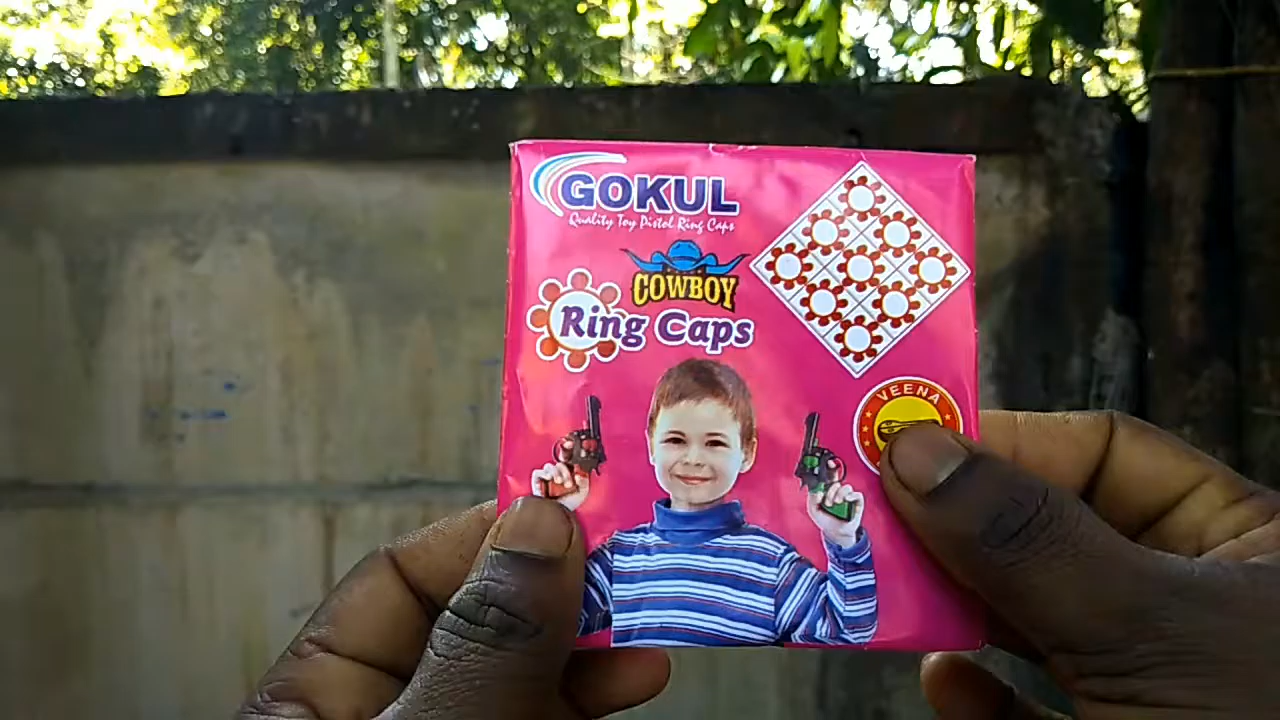 GOKUL
Quality Toy Pistol Ring Caps
COWBOY
Ring Caps
VEENA